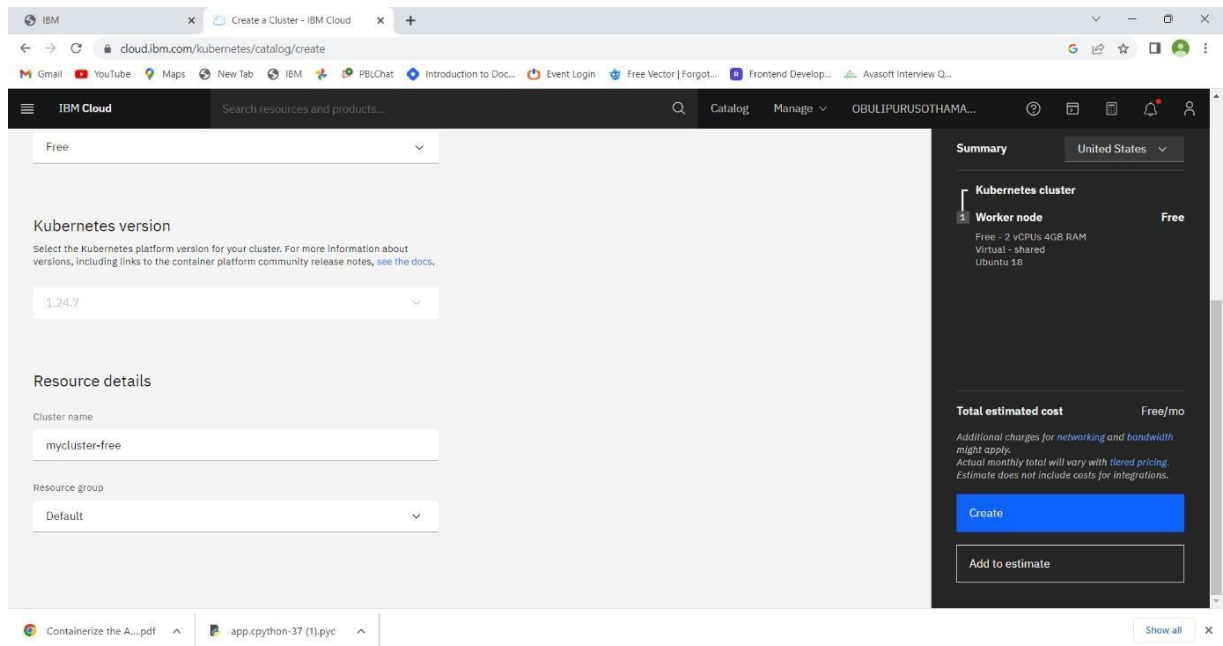 IBM
Create a Cluster - IBM Cloud
cloud.ibm.com/kubernetes/catalog/create
Gmail YouTube Maps New Tab IBM PBLChat Introduction to Doc... Event Login Free Vector | Forgot... Frontend Develop... Avasoft Interview Q...
IBM Cloud
Search resources and products...
Catalog Manage OBULIPURUSOTHAMA...
Free
Kubernetes version
Select the Kubernetes platform version for your cluster. For more information about
versions, including links to the container platform community release notes, see the docs.
1.24.7
Resource details
Cluster name
mycluster-free
Resource group
Default
Summary
United States
Kubernetes cluster
1 Worker node Free
Free - 2 vCPUs 4GB RAM
Virtual - shared
Ubuntu 18
Total estimated cost Free/mo
Additional charges for networking and bandwidth
might apply.
Actual monthly total will vary with tiered pricing.
Estimate does not include costs for integrations.
Create
Add to estimate
Containerize the A....pdf
app.cpython-37 (1).pyc
Show all